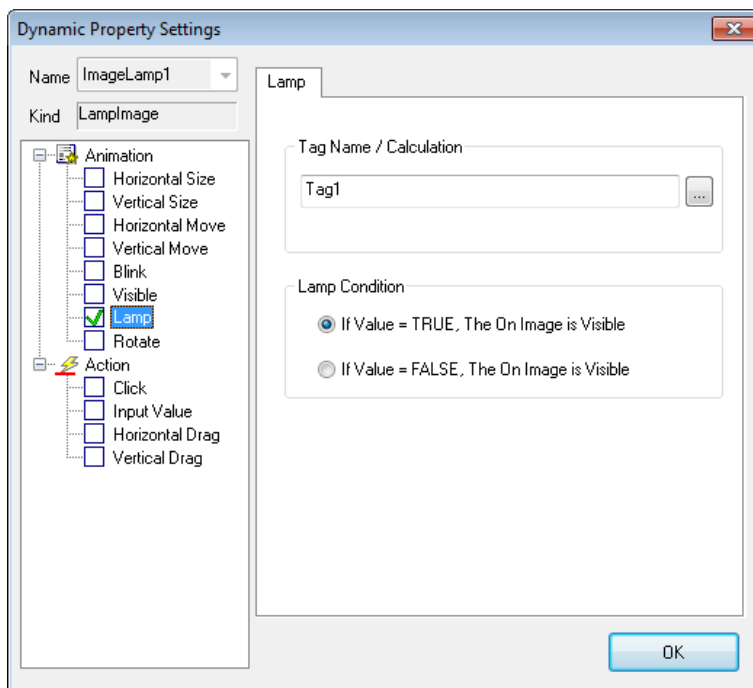 Dynamic Property Settings
Name ImageLamp1
Kind LampImage
Animation
Horizontal Size
Vertical Size
Horizontal Move
Vertical Move
Blink
Visible
Lamp
Rotate
Action
Click
Input Value
Horizontal Drag
Vertical Drag
Lamp
Tag Name / Calculation
Tag1
...
Lamp Condition
If Value = TRUE, The On Image is Visible
If Value = FALSE, The On Image is Visible
OK